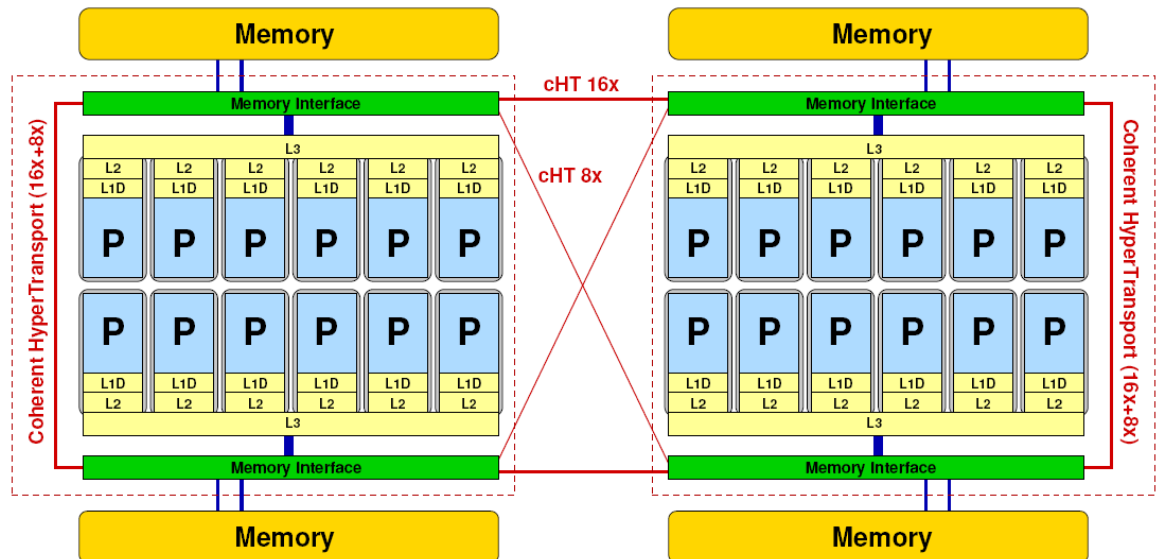 Memory
Memory
cHT 16x
Memory Interface
Memory Interface
Coherent HyperTransport (16x+8x)
Coherent HyperTransport (16x+8x)
L3
L3
cHT 8x
L2 L2 L2 L2 L2 L2
L2 L2 L2 L2 L2 L2
L1D L1D L1D L1D L1D L1D
L1D L1D L1D L1D L1D L1D
P P P P P P
P P P P P P
P P P P P P
P P P P P P
L1D L1D L1D L1D L1D L1D
L1D L1D L1D L1D L1D L1D
L2 L2 L2 L2 L2 L2
L2 L2 L2 L2 L2 L2
L3
L3
Memory Interface
Memory Interface
Memory
Memory